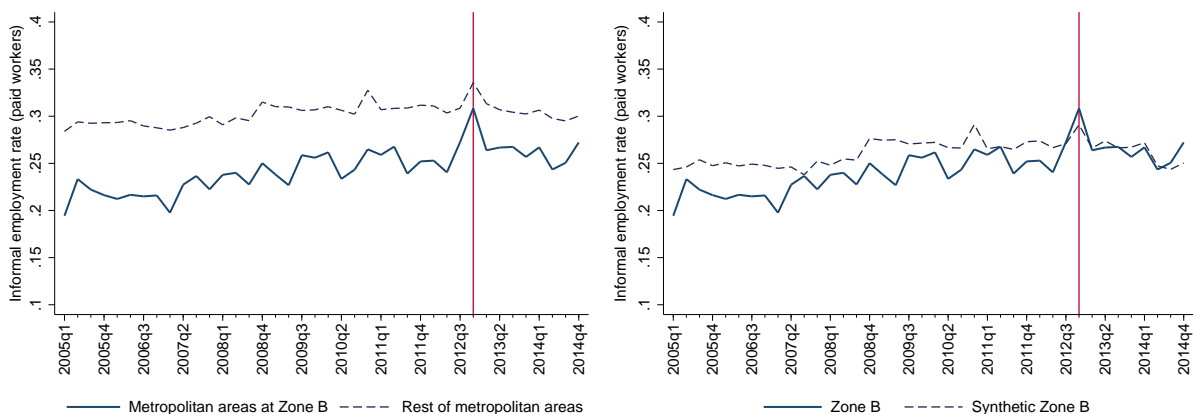 Informal employment rate (paid workers)
.4
.35
.3
.25
.2
.15
.1
2005q1
2005q4
2006q3
2007q2
2008q1
2008q4
2009q3
2010q2
2011q1
2011q4
2012q3
2013q2
2014q1
2014q4
Metropolitan areas at Zone B
Rest of metropolitan areas
Informal employment rate (paid workers)
.4
.35
.3
.25
.2
.15
.1
2005q1
2005q4
2006q3
2007q2
2008q1
2008q4
2009q3
2010q2
2011q1
2011q4
2012q3
2013q2
2014q1
2014q4
Zone B
Synthetic Zone B